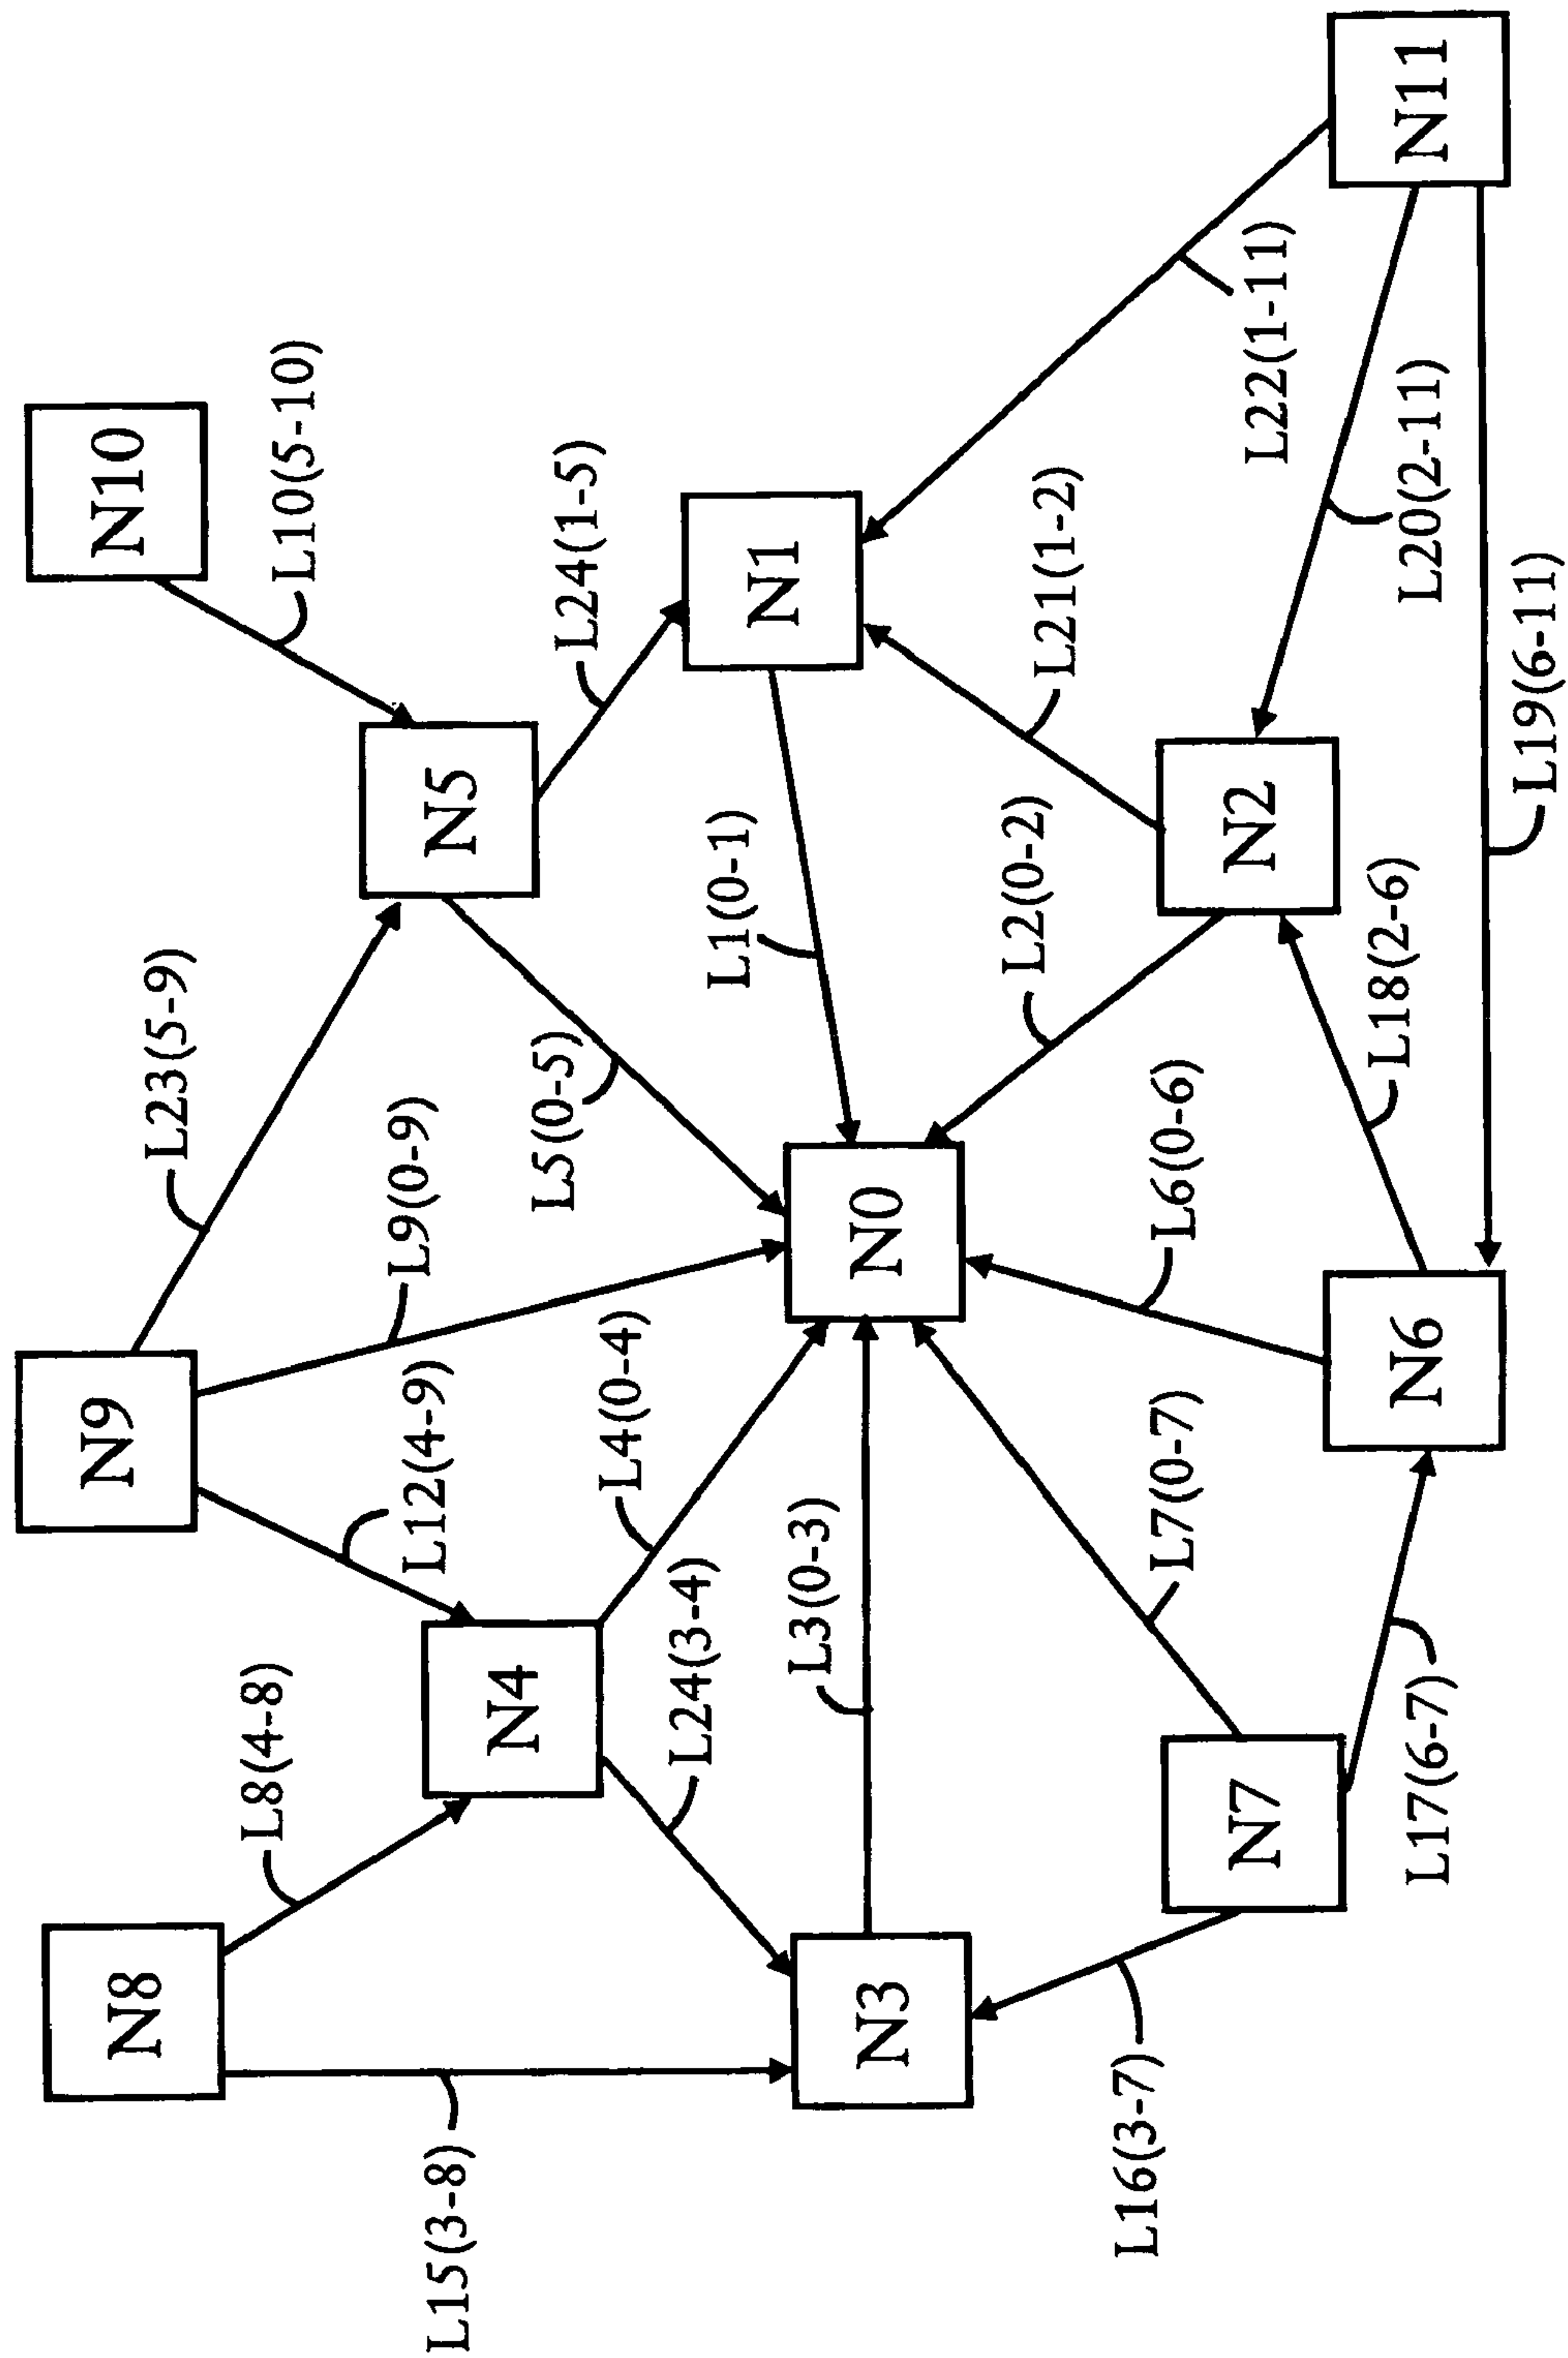 N8
N9
N10
L8(4-8)
L23(5-9)
L10(5-10)
L15(3-8)
L12(4-9)
L9(0-9)
N4
N5
L5(0-5)
L24(1-5)
L4(0-4)
L24(3-4)
L1(0-1)
N1
L3(0-3)
N3
N0
L2(0-2)
L21(1-2)
L16(3-7)
L7(0-7)
L6(0-6)
N7
N2
L22(1-11)
L17(6-7)
N6
L18(2-6)
L20(2-11)
N11
L19(6-11)